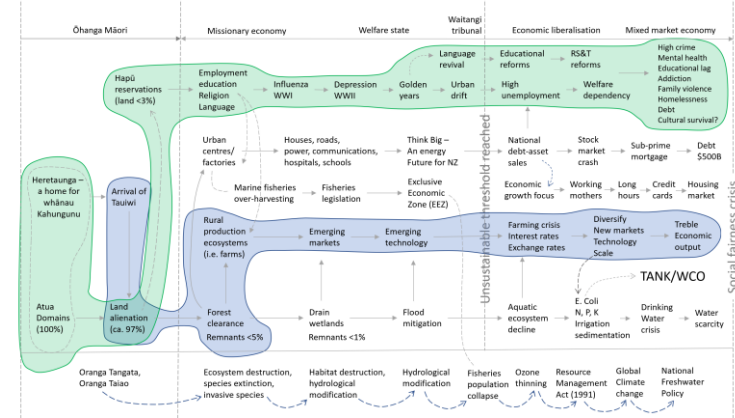 Ōhanga Māori
Missionary economy
Welfare state
Waitangi
tribunal
Economic liberalisation
Mixed market economy
Hapū
reservations
(land <3%)
Employment
education
Religion
Language
Influenza
WWI
Depression
WWII
Golden
years
Language
revival
Urban
drift
Educational
reforms
High
unemployment
RS&T
reforms
Welfare
dependency
High crime
Mental health
Educational lag
Addiction
Family violence
Homelessness
Debt
Cultural survival?
Urban
centres/
factories
Houses, roads,
power, communications,
hospitals, schools
Think Big –
An energy
Future for NZ
National
debt-asset
sales
Stock
market
crash
Sub-prime
mortgage
Debt
$500B
Heretaunga –
a home for
whānau
Kahungunu
Arrival of
Tauiwi
Marine fisheries
over-harvesting
Fisheries
legislation
Exclusive
Economic
Zone (EEZ)
Economic
growth focus
Working
mothers
Long
hours
Credit
cards
Housing
market
Unsustainable threshold reached
Social fairness crisis
Rural
production
ecosystems
(i.e. farms)
Emerging
markets
Emerging
technology
Farming crisis
Interest rates
Exchange rates
Diversify
New markets
Technology
Scale
Treble
Economic
output
TANK/WCO
Atua
Domains
(100%)
Land
alienation
(ca. 97%)
Forest
clearance
Remnants <5%
Drain
wetlands
Remnants <1%
Flood
mitigation
Aquatic
ecosystem
decline
E. Coli
N, P, K
Irrigation
sedimentation
Drinking
Water
crisis
Water
scarcity
Oranga Tangata,
Oranga Taiao
Ecosystem destruction,
species extinction,
invasive species
Habitat destruction,
hydrological
modification
Hydrological
modification
Fisheries
population
collapse
Ozone
thinning
Resource
Management
Act (1991)
Global
Climate
change
National
Freshwater
Policy